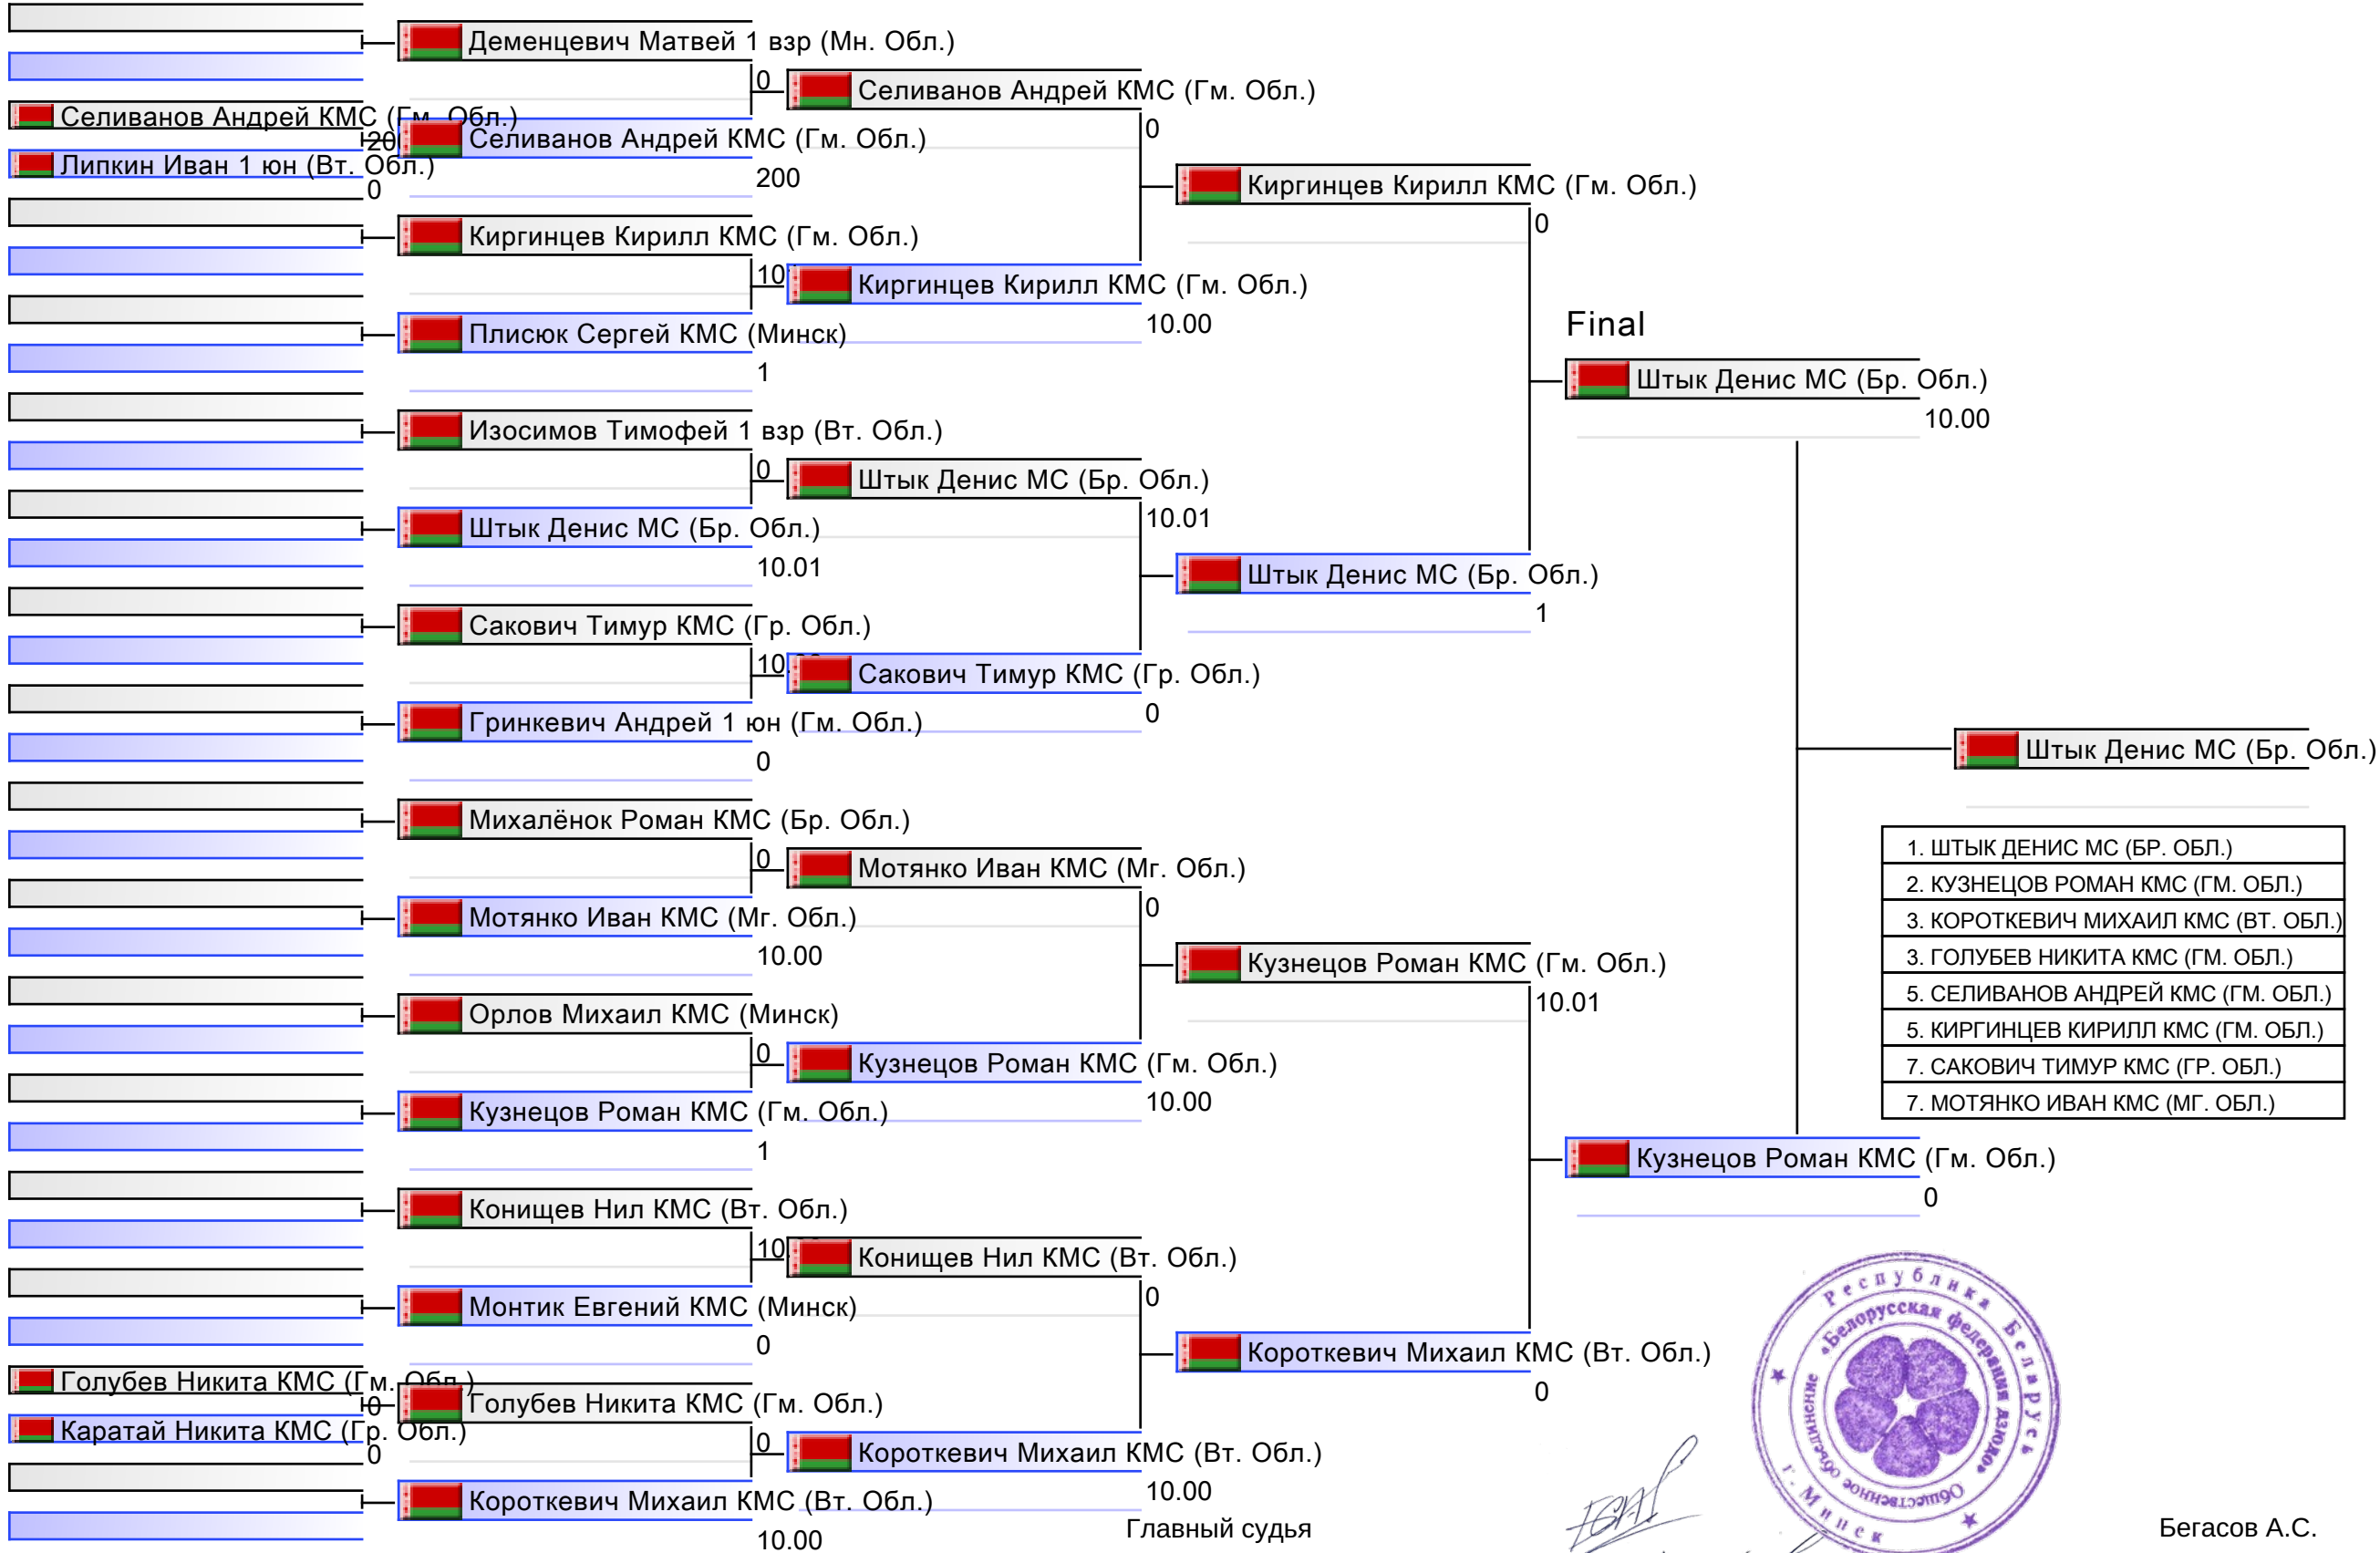 Деменцевич Матвей 1 взр (Мн. Обл.)
0
Селиванов Андрей КМС (Гм. Обл.)
0
Селиванов Андрей КМС (Гм. Обл.)
Селиванов Андрей КМС (Гм. Обл.)
200
Липкин Иван 1 юн (Вт. Обл.)
0
Киргинцев Кирилл КМС (Гм. Обл.)
0
Киргинцев Кирилл КМС (Гм. Обл.)
Киргинцев Кирилл КМС (Гм. Обл.)
10.00
Плисюк Сергей КМС (Минск)
1
Final
Штык Денис МС (Бр. Обл.)
10.00
Изосимов Тимофей 1 взр (Вт. Обл.)
0
Штык Денис МС (Бр. Обл.)
10.01
Штык Денис МС (Бр. Обл.)
10.01
Штык Денис МС (Бр. Обл.)
1
Сакович Тимур КМС (Гр. Обл.)
Сакович Тимур КМС (Гр. Обл.)
0
Гринкевич Андрей 1 юн (Гм. Обл.)
0
Штык Денис МС (Бр. Обл.)
Михалёнок Роман КМС (Бр. Обл.)
0
Мотянко Иван КМС (Мг. Обл.)
0
Мотянко Иван КМС (Мг. Обл.)
10.00
Кузнецов Роман КМС (Гм. Обл.)
10.01
Орлов Михаил КМС (Минск)
0
Кузнецов Роман КМС (Гм. Обл.)
10.00
Кузнецов Роман КМС (Гм. Обл.)
1
1. ШТЫК ДЕНИС МС (БР. ОБЛ.)
2. КУЗНЕЦОВ РОМАН КМС (ГМ. ОБЛ.)
3. КОРОТКЕВИЧ МИХАИЛ КМС (ВТ. ОБЛ.)
3. ГОЛУБЕВ НИКИТА КМС (ГМ. ОБЛ.)
5. СЕЛИВАНОВ АНДРЕЙ КМС (ГМ. ОБЛ.)
5. КИРГИНЦЕВ КИРИЛЛ КМС (ГМ. ОБЛ.)
7. САКОВИЧ ТИМУР КМС (ГР. ОБЛ.)
7. МОТЯНКО ИВАН КМС (МГ. ОБЛ.)
Кузнецов Роман КМС (Гм. Обл.)
0
Конищев Нил КМС (Вт. Обл.)
Конищев Нил КМС (Вт. Обл.)
0
Монтик Евгений КМС (Минск)
0
Короткевич Михаил КМС (Вт. Обл.)
0
Голубев Никита КМС (Гм. Обл.)
0
Голубев Никита КМС (Гм. Обл.)
0
Каратай Никита КМС (Гр. Обл.)
0
Короткевич Михаил КМС (Вт. Обл.)
10.00
Короткевич Михаил КМС (Вт. Обл.)
10.00
Республика Беларусь
г. Минск
«Белорусская федерация дзюдо»
Общественное объединение
Главный судья
Бегасов А.С.